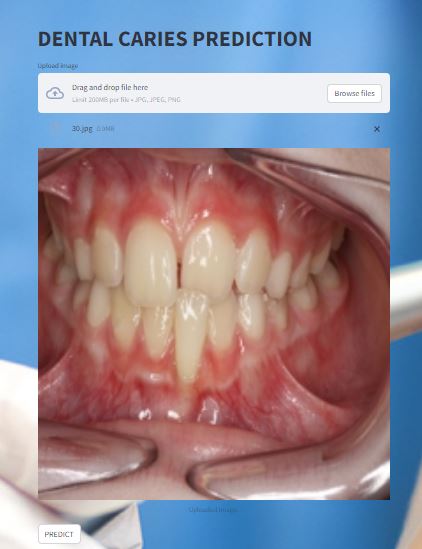 DENTAL CARIES PREDICTION
Upload image
Drag and drop file here
Limit 200MB per file • JPG, JPEG, PNG
Browse files
30.jpg 0.9MB
Uploaded Image.
PREDICT